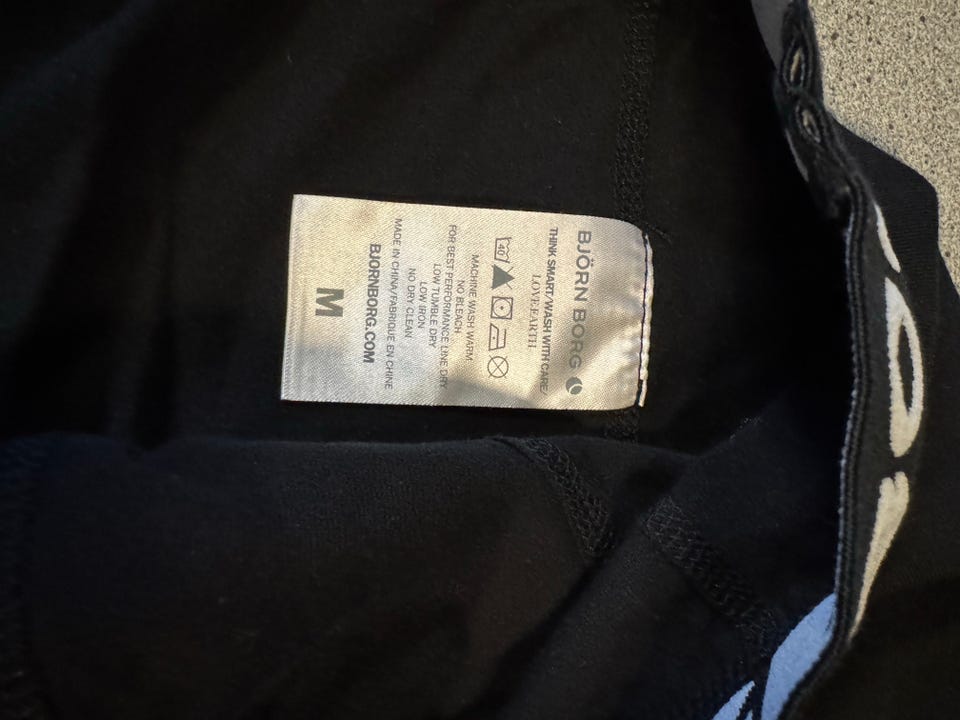 BJÖRN BORG
THINK SMART/WASH WITH CARE/
LOVE EARTH
40
MACHINE WASH WARM
NO BLEACH
FOR BEST PERFORMANCE LINE DRY
LOW TUMBLE DRY
LOW IRON
NO DRY CLEAN
MADE IN CHINA/FABRIQUE EN CHINE
BJORNBORG.COM
M